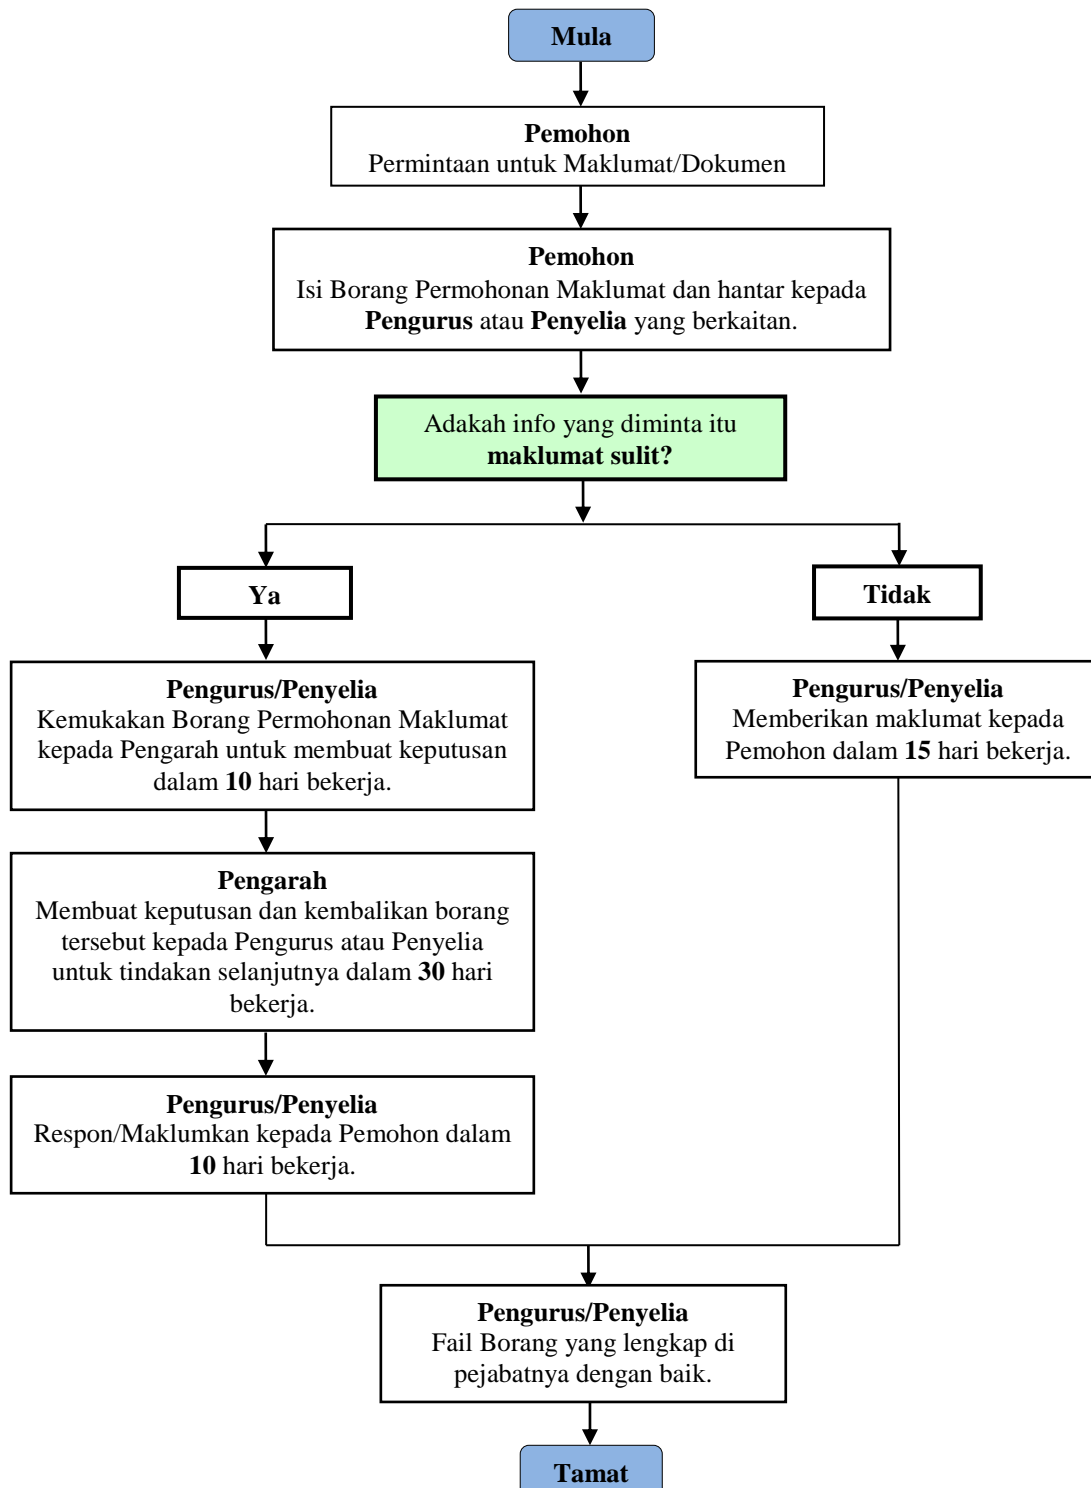 Mula
Pemohon
Permintaan untuk Maklumat/Dokumen
Pemohon
Isi Borang Permohonan Maklumat dan hantar kepada
Pengurus atau Penyelia yang berkaitan.
Adakah info yang diminta itu
maklumat sulit?
Ya
Tidak
Pengurus/Penyelia
Kemukakan Borang Permohonan Maklumat
kepada Pengarah untuk membuat keputusan
dalam 10 hari bekerja.
Pengurus/Penyelia
Memberikan maklumat kepada
Pemohon dalam 15 hari bekerja.
Pengarah
Membuat keputusan dan kembalikan borang
tersebut kepada Pengurus atau Penyelia
untuk tindakan selanjutnya dalam 30 hari
bekerja.
Pengurus/Penyelia
Respon/Maklumkan kepada Pemohon dalam
10 hari bekerja.
Pengurus/Penyelia
Fail Borang yang lengkap di
pejabatnya dengan baik.
Tamat